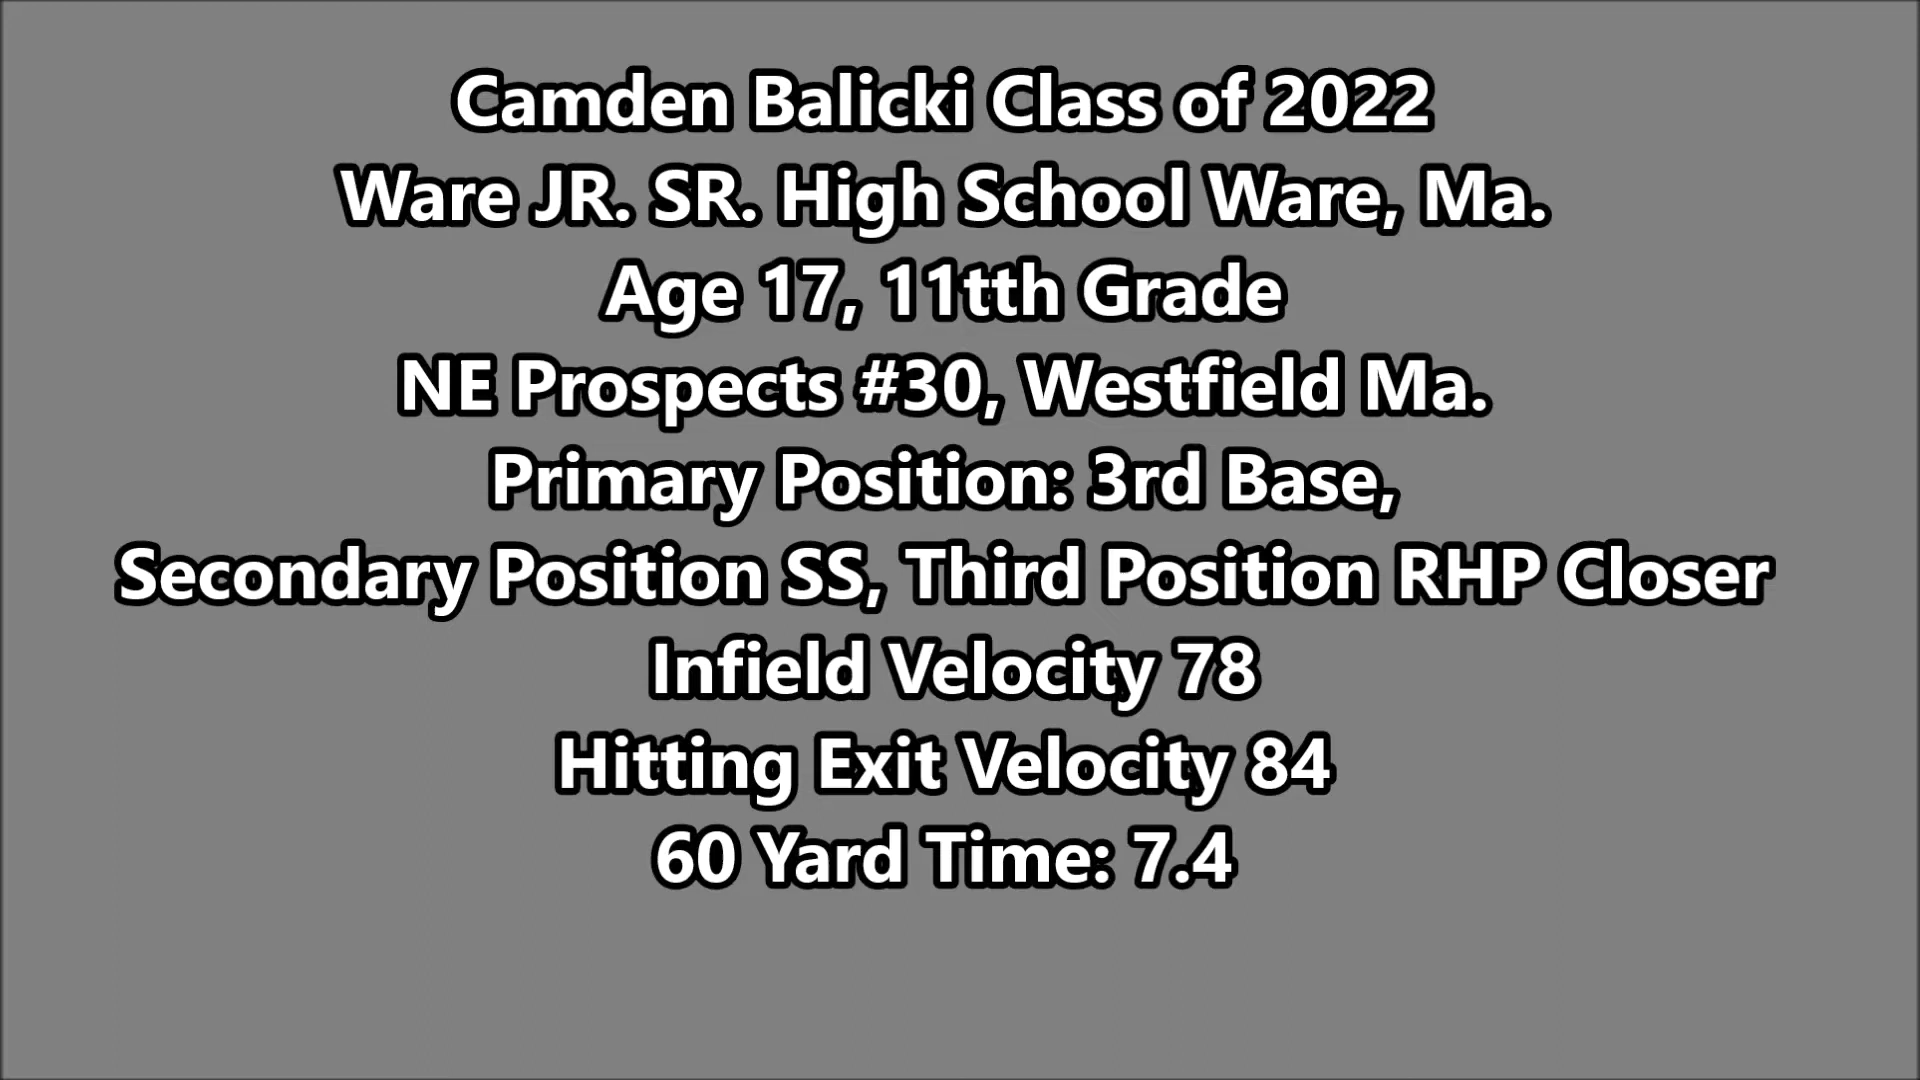 Camden Balicki Class of 2022
Ware JR. SR. High School Ware, Ma.
Age 17, 11tth Grade
NE Prospects #30, Westfield Ma.
Primary Position: 3rd Base,
Secondary Position SS, Third Position RHP Closer
Infield Velocity 78
Hitting Exit Velocity 84
60 Yard Time: 7.4